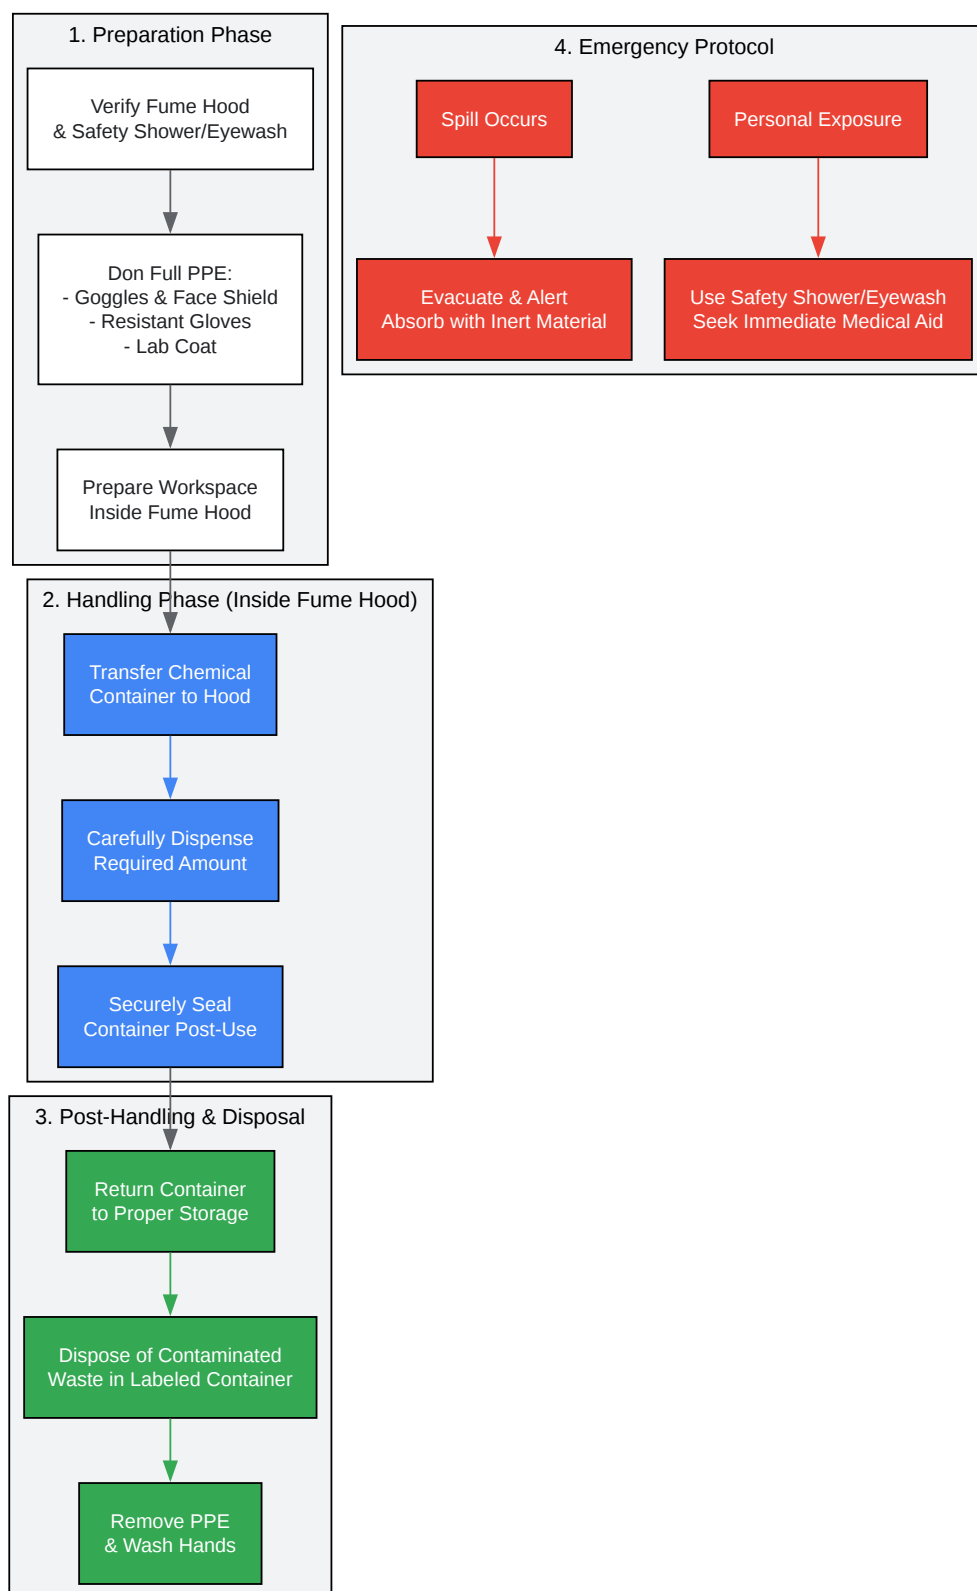 1. Preparation Phase
Verify Fume Hood
& Safety Shower/Eyewash
Don Full PPE:
- Goggles & Face Shield
- Resistant Gloves
- Lab Coat
Prepare Workspace
Inside Fume Hood
2. Handling Phase (Inside Fume Hood)
Transfer Chemical
Container to Hood
Carefully Dispense
Required Amount
Securely Seal
Container Post-Use
3. Post-Handling & Disposal
Return Container
to Proper Storage
Dispose of Contaminated
Waste in Labeled Container
Remove PPE
& Wash Hands
4. Emergency Protocol
Spill Occurs
Evacuate & Alert
Absorb with Inert Material
Personal Exposure
Use Safety Shower/Eyewash
Seek Immediate Medical Aid